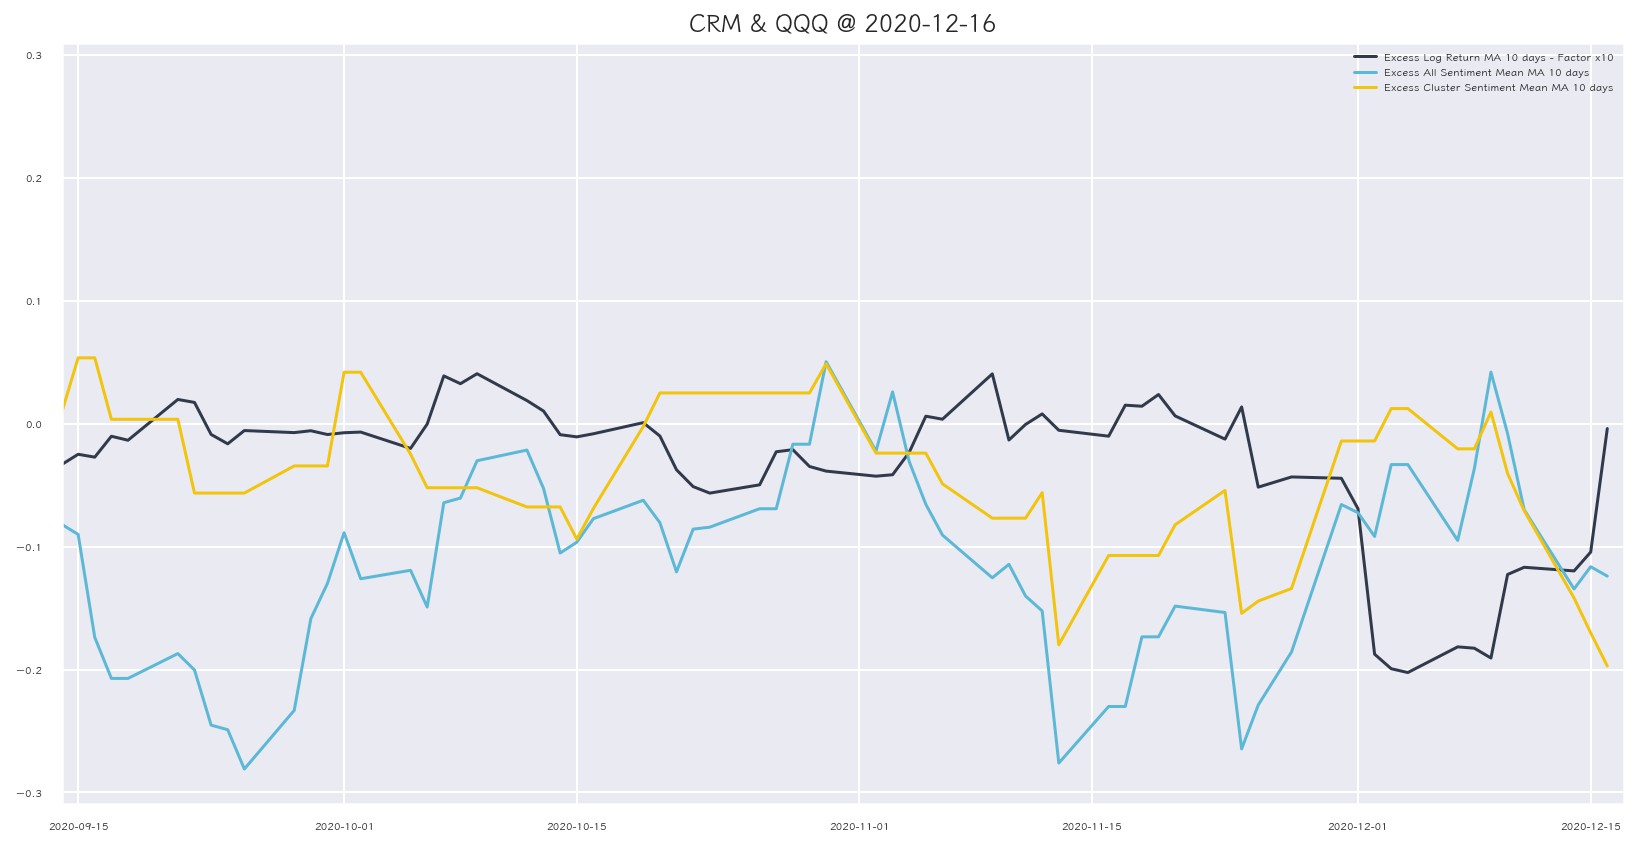 CRM & QQQ @ 2020-12-16
Excess Log Return MA 10 days - Factor x10
Excess All Sentiment Mean MA 10 days
Excess Cluster Sentiment Mean MA 10 days
0.3
0.2
0.1
0.0
−0.1
−0.2
−0.3
2020-09-15 2020-10-01 2020-10-15 2020-11-01 2020-11-15 2020-12-01 2020-12-15